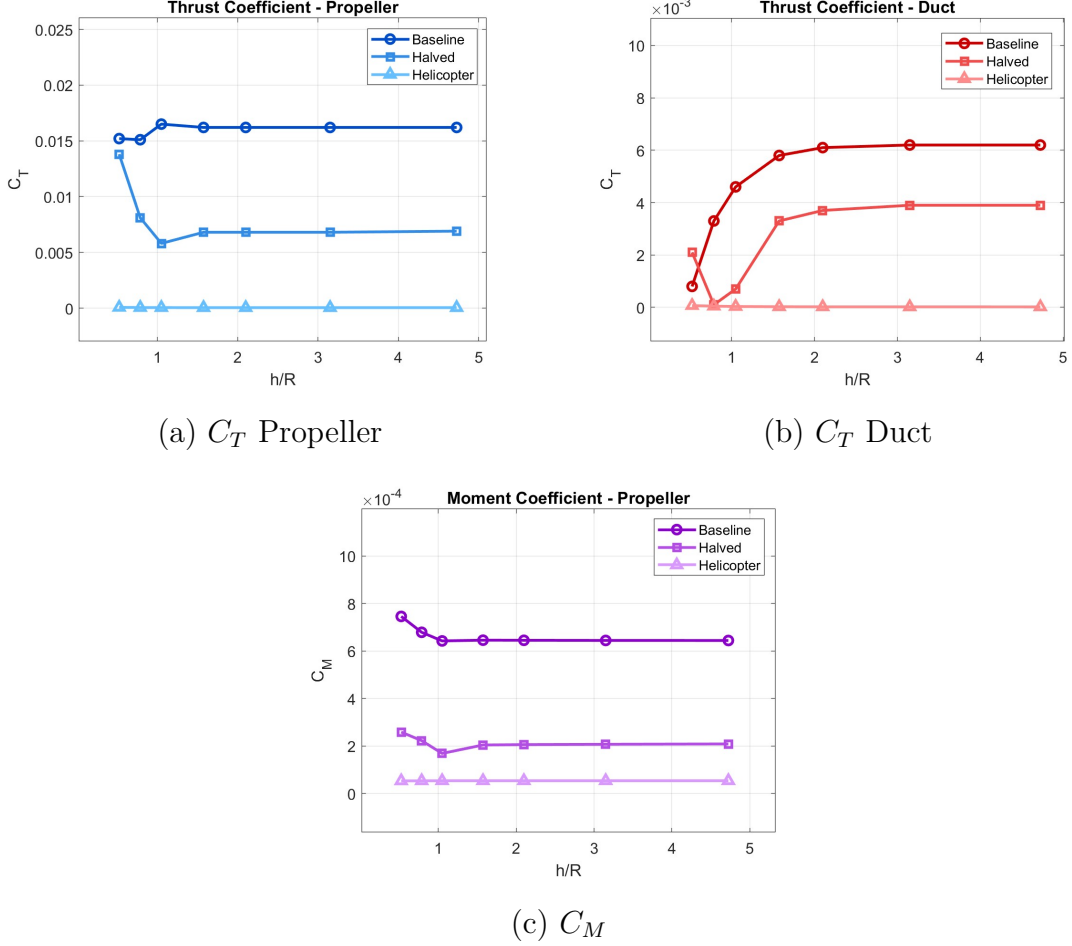 Thrust Coefficient - Propeller
0.025
0.02
0.015
0.01
0.005
0
C_T
1 2 3 4 5
h/R
Baseline
Halved
Helicopter
(a) C_T Propeller
×10^-3
Thrust Coefficient - Duct
10
8
6
4
2
0
C_T
1 2 3 4 5
h/R
Baseline
Halved
Helicopter
(b) C_T Duct
×10^-4
Moment Coefficient - Propeller
10
8
6
4
2
0
C_M
1 2 3 4 5
h/R
Baseline
Halved
Helicopter
(c) C_M